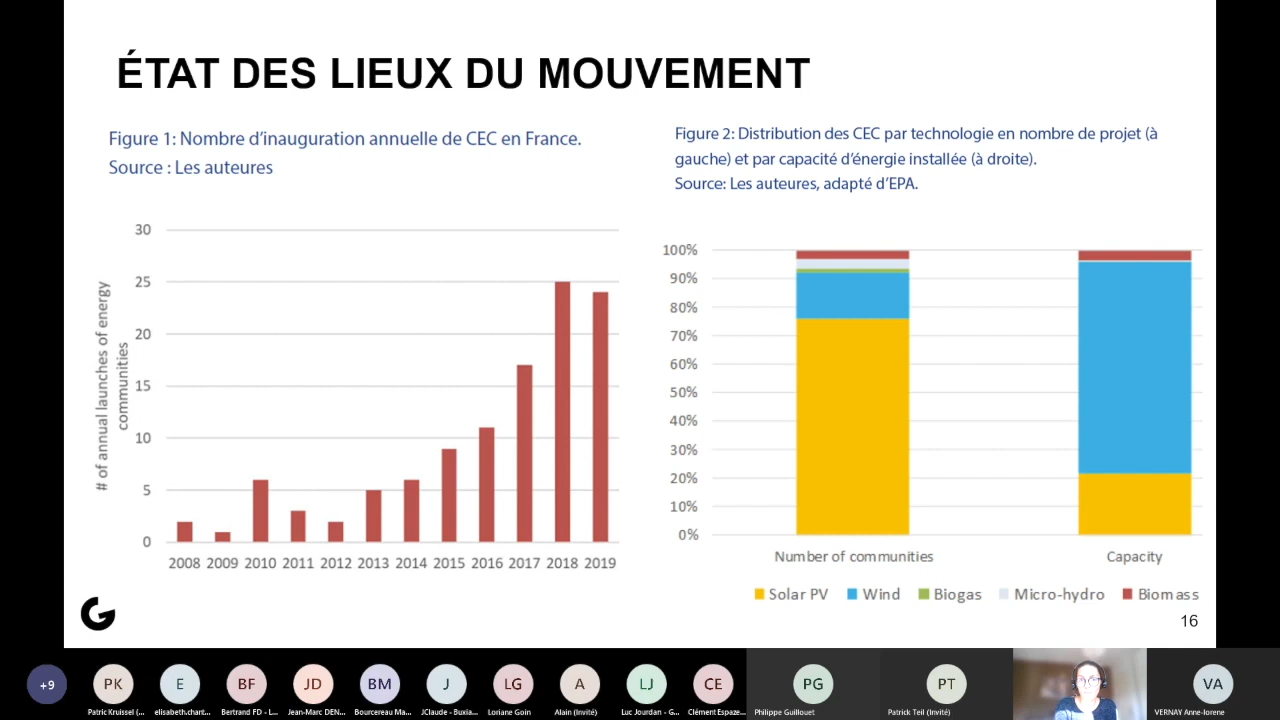 ÉTAT DES LIEUX DU MOUVEMENT
Figure 1: Nombre d’inauguration annuelle de CEC en France.
Source : Les auteures
Figure 2: Distribution des CEC par technologie en nombre de projet (à
gauche) et par capacité d’énergie installée (à droite).
Source: Les auteures, adapté d’EPA.
# of annual launches of energy
communities
30
25
20
15
10
5
0
2008 2009 2010 2011 2012 2013 2014 2015 2016 2017 2018 2019
100%
90%
80%
70%
60%
50%
40%
30%
20%
10%
0%
Number of communities Capacity
Solar PV Wind Biogas Micro-hydro Biomass
16
+9 PK E BF JD BM J LG A LJ CE PG PT VA
Patric Kruissel (... elisabeth.chart... Bertrand FD - L... Jean-Marc DEN... Bourcereau Ma... JClaude - Buxia... Loriane Goin Alain (Invité) Luc Jourdan - G... Clément Espaze... Philippe Guillouet Patrick Teil (Invité) VERNAY Anne-lorene